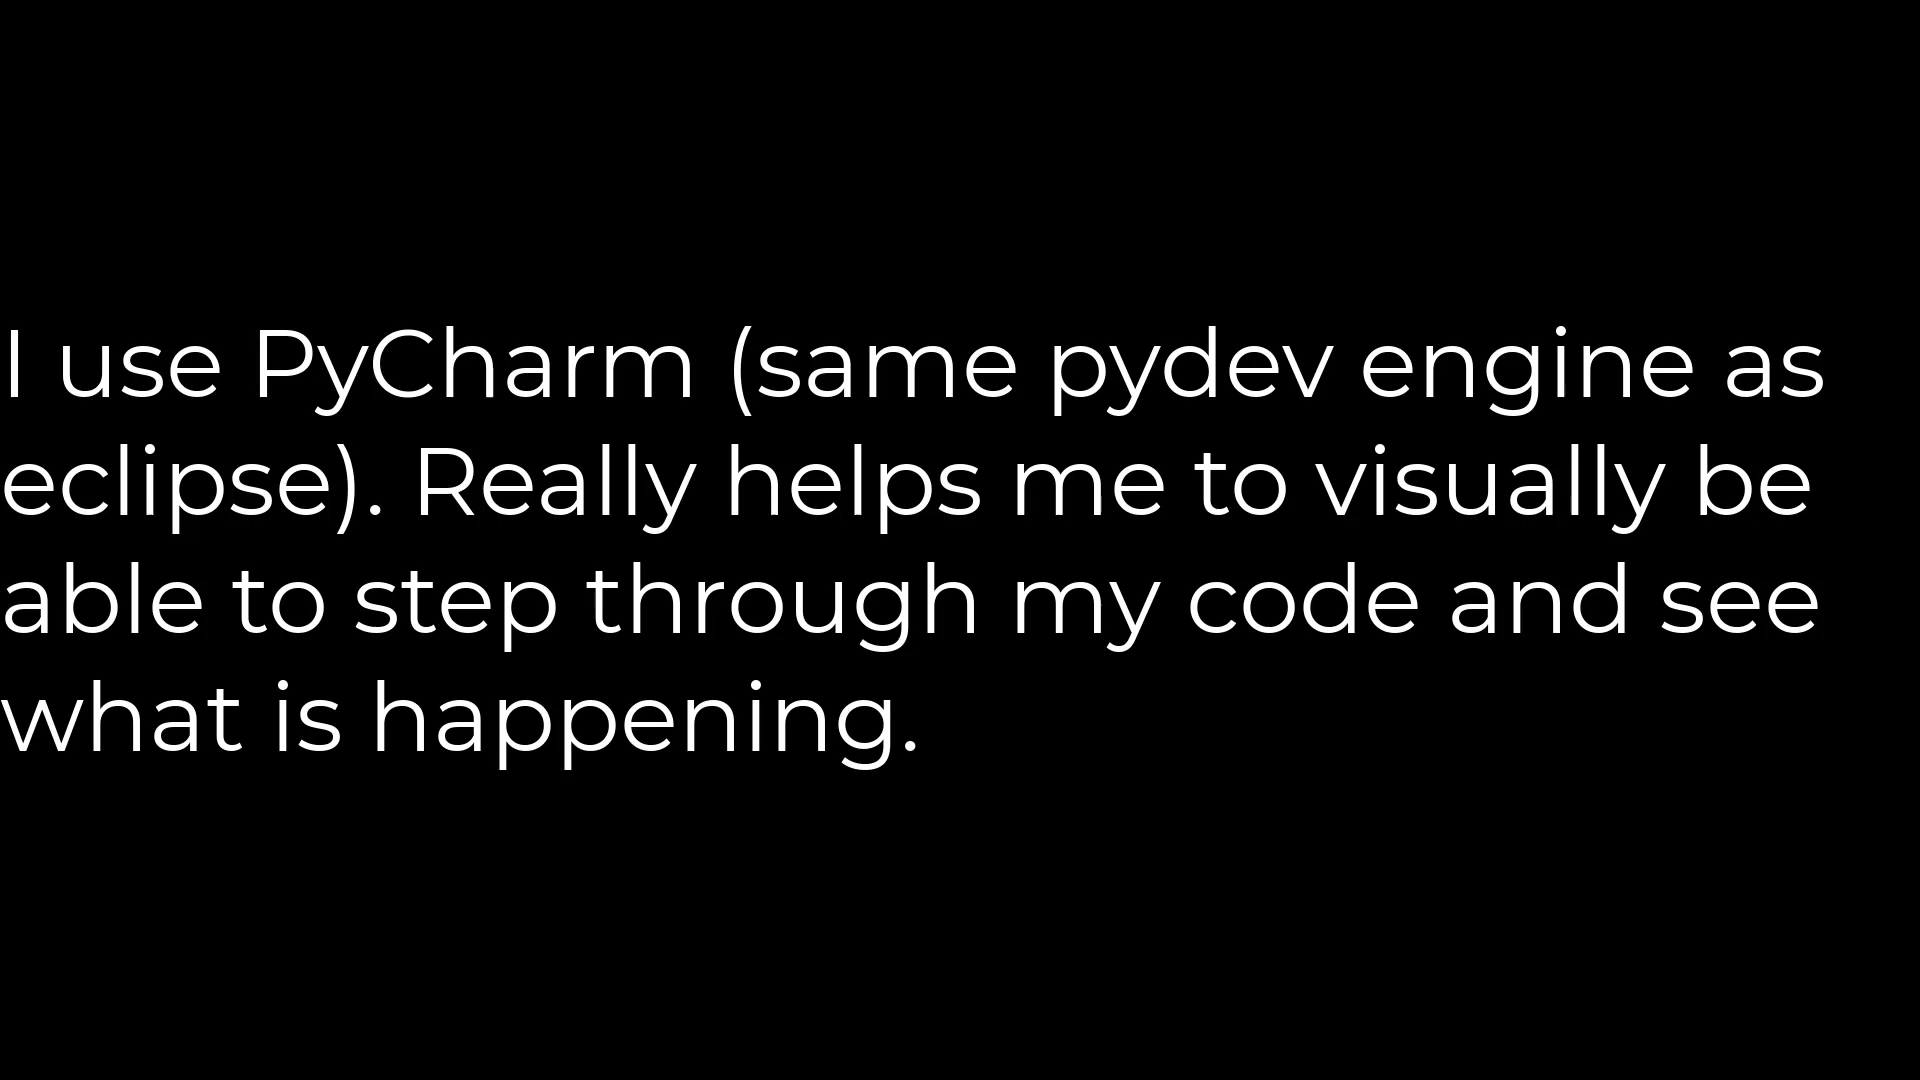 I use PyCharm (same pydev engine as
eclipse). Really helps me to visually be
able to step through my code and see
what is happening.